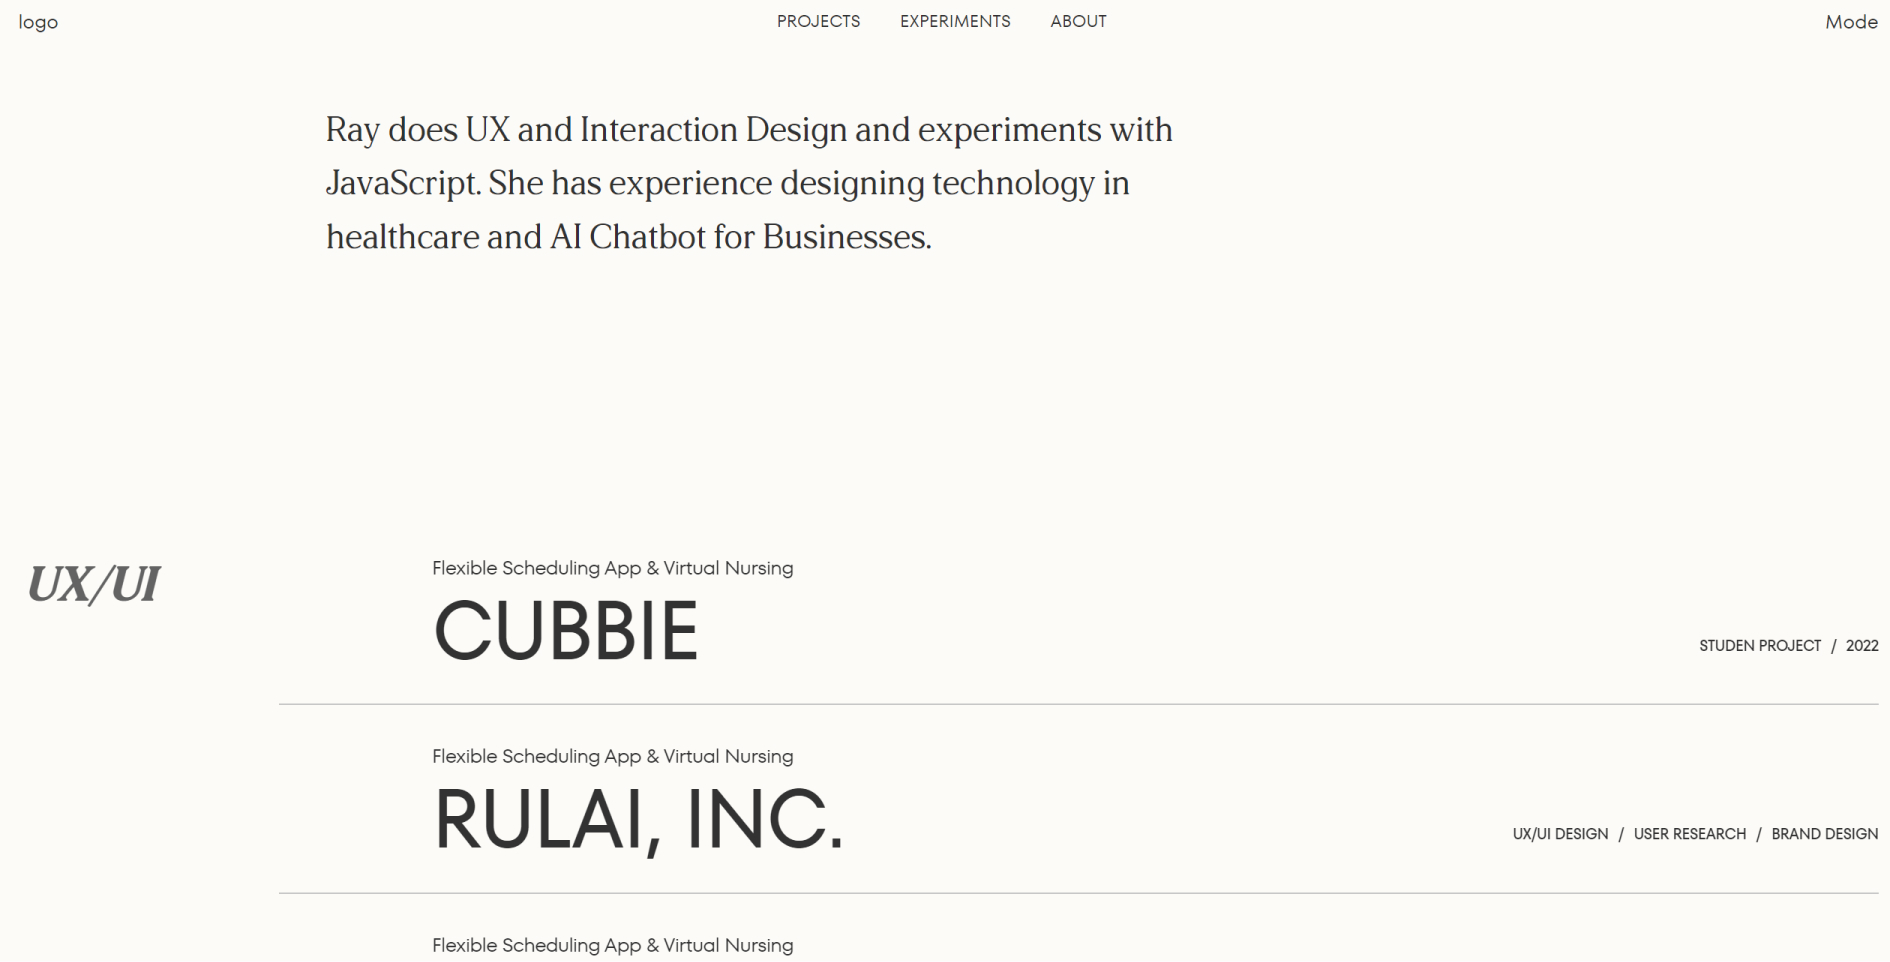 logo
PROJECTS EXPERIMENTS ABOUT
Mode
Ray does UX and Interaction Design and experiments with
JavaScript. She has experience designing technology in
healthcare and AI Chatbot for Businesses.
UX/UI
Flexible Scheduling App & Virtual Nursing
CUBBIE
STUDEN PROJECT / 2022
Flexible Scheduling App & Virtual Nursing
RULAI, INC.
UX/UI DESIGN / USER RESEARCH / BRAND DESIGN
Flexible Scheduling App & Virtual Nursing